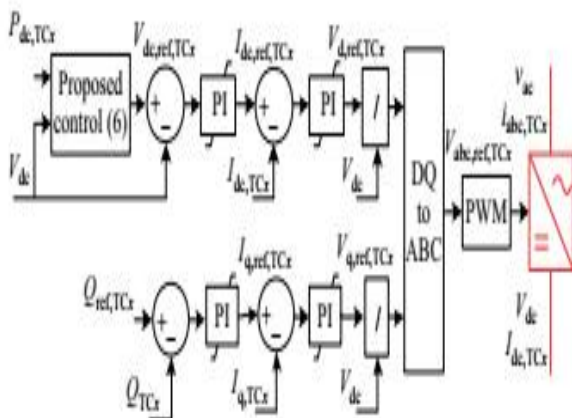 P_dc,TCx
V_dc
Proposed control (6)
V_dc,ref,TCx
+
−
PI
I_dc,ref,TCx
+
−
I_dc,TCx
PI
V_d,ref,TCx
/
V_dc
Q_ref,TCx
+
−
Q_TCx
PI
I_q,ref,TCx
+
−
I_q,TCx
PI
V_q,ref,TCx
/
V_dc
DQ
to
ABC
V_abc,ref,TCx
PWM
v_ac
i_abc,TCx
V_dc
I_dc,TCx